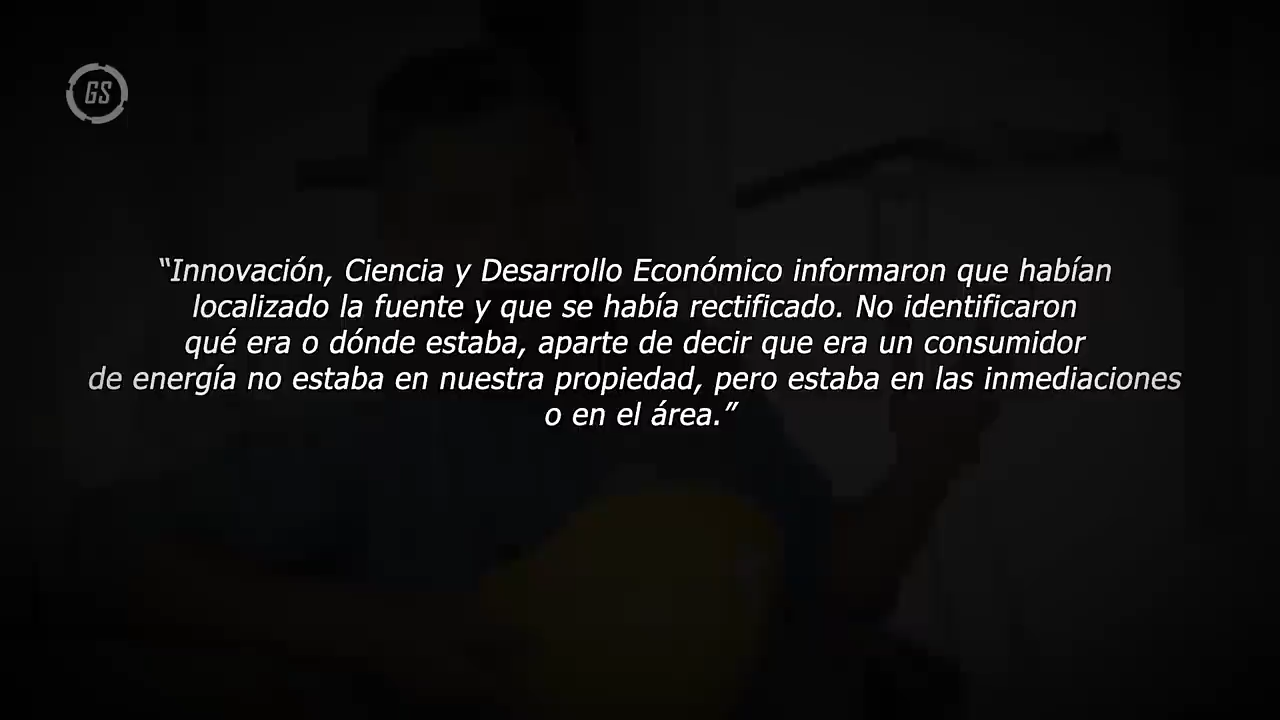 GS
“Innovación, Ciencia y Desarrollo Económico informaron que habían
localizado la fuente y que se había rectificado. No identificaron
qué era o dónde estaba, aparte de decir que era un consumidor
de energía no estaba en nuestra propiedad, pero estaba en las inmediaciones
o en el área.”